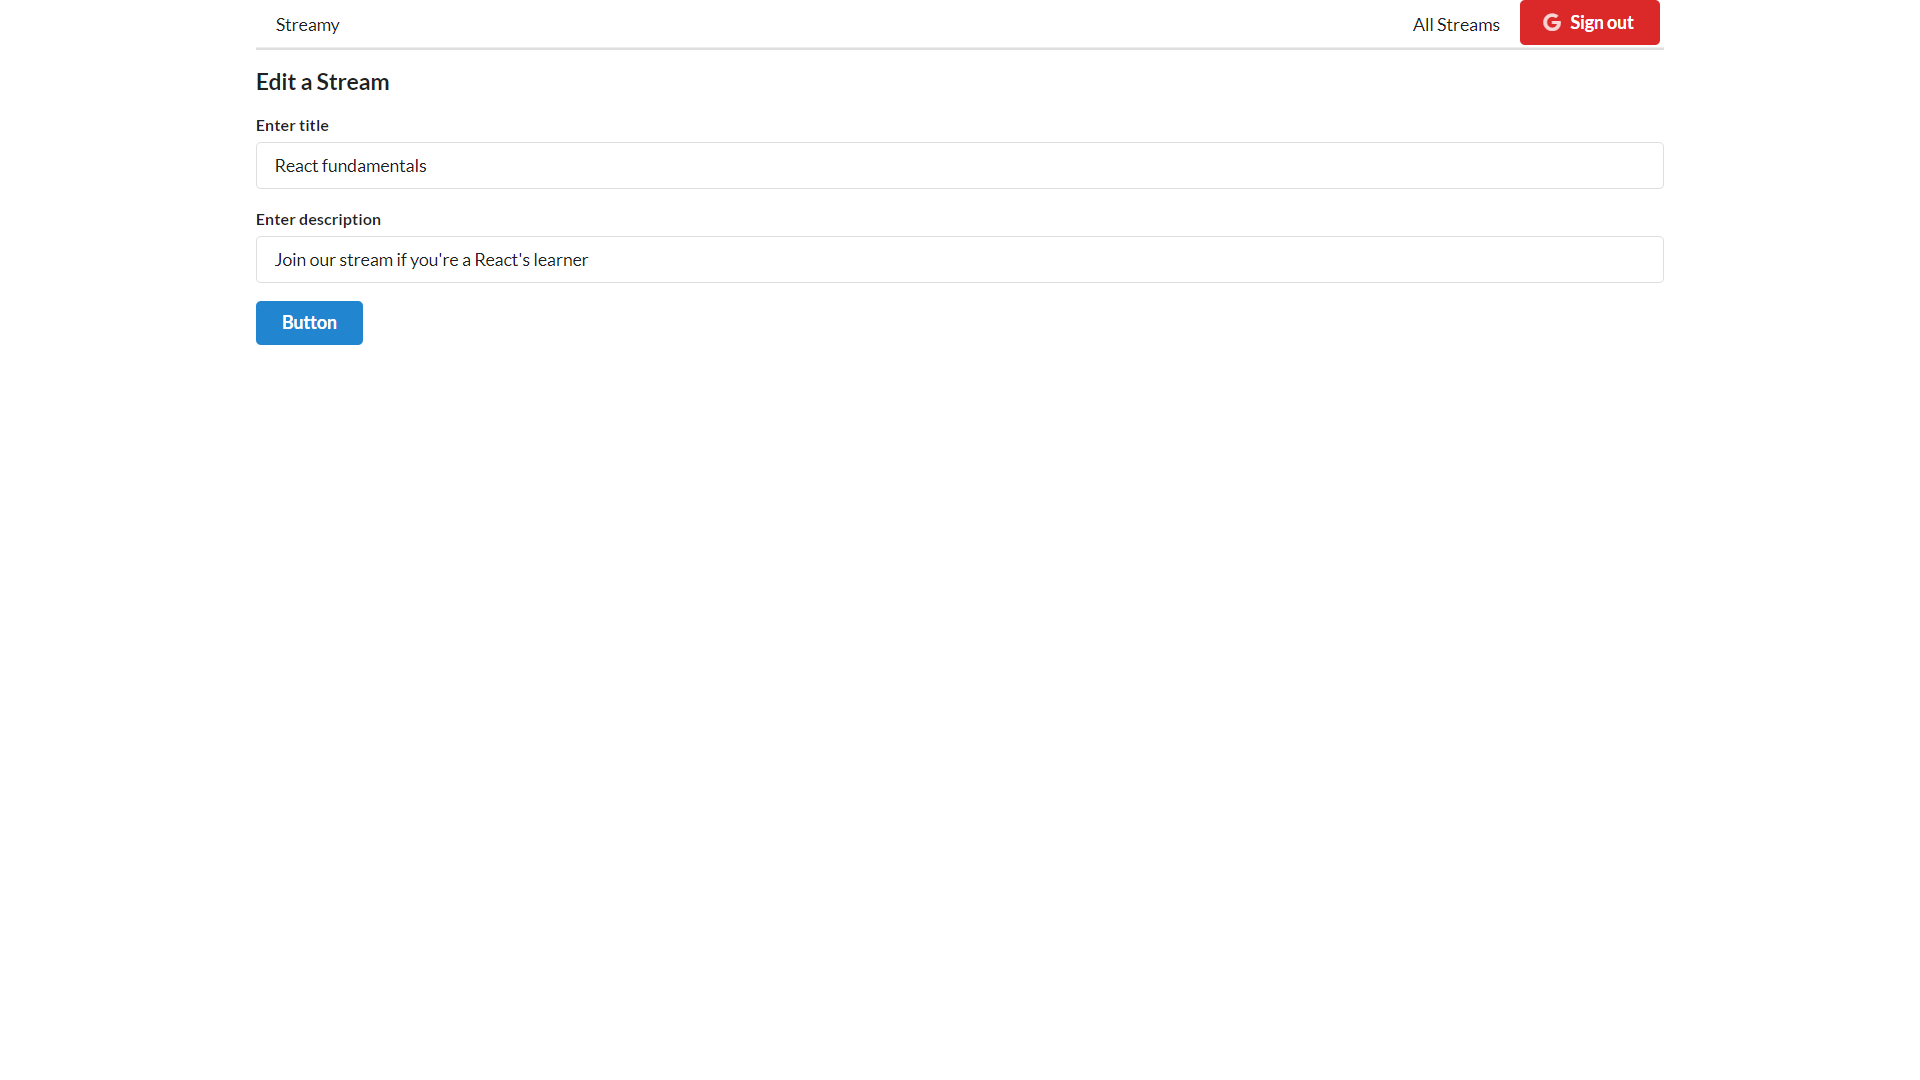 Streamy
All Streams
Sign out
Edit a Stream
Enter title
React fundamentals
Enter description
Join our stream if you're a React's learner
Button